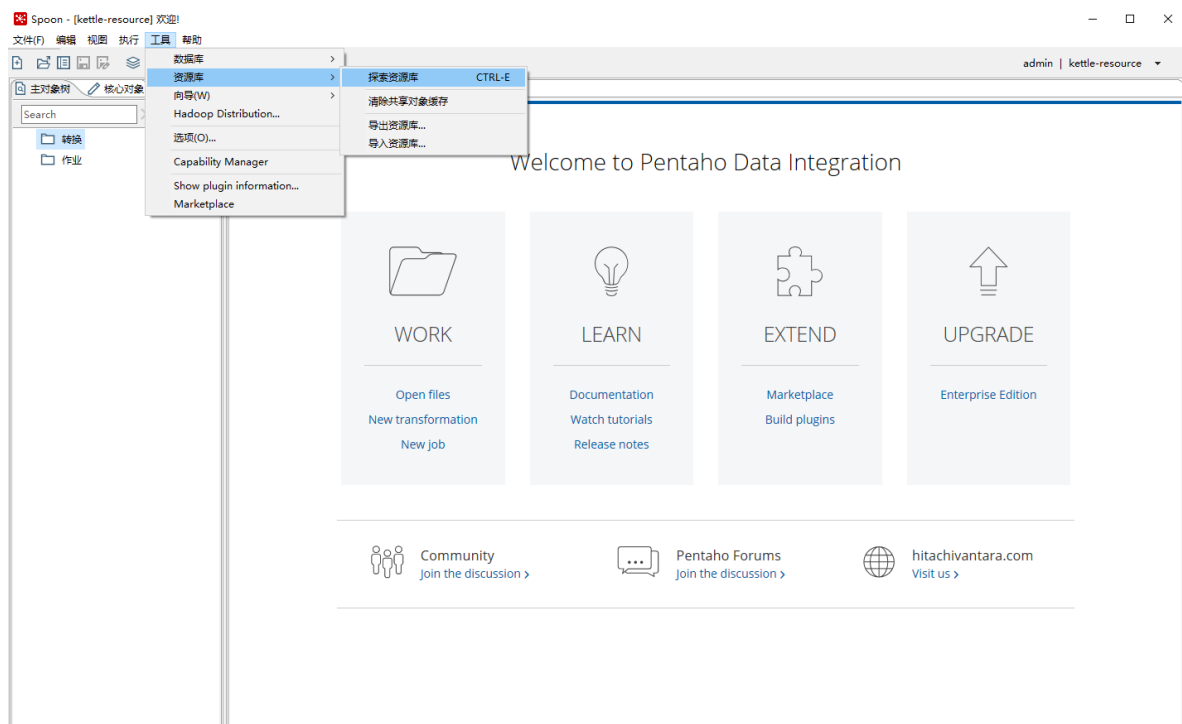 Spoon - [kettle-resource] 欢迎!
文件(F) 编辑 视图 执行 工具 帮助
admin | kettle-resource
主对象树 核心对象
Search
转换
作业
数据库
资源库
向导(W)
Hadoop Distribution...
选项(O)...
Capability Manager
Show plugin information...
Marketplace
探索资源库 CTRL-E
清除共享对象缓存
导出资源库...
导入资源库...
Welcome to Pentaho Data Integration
WORK
Open files
New transformation
New job
LEARN
Documentation
Watch tutorials
Release notes
EXTEND
Marketplace
Build plugins
UPGRADE
Enterprise Edition
Community
Join the discussion >
Pentaho Forums
Join the discussion >
hitachivantara.com
Visit us >